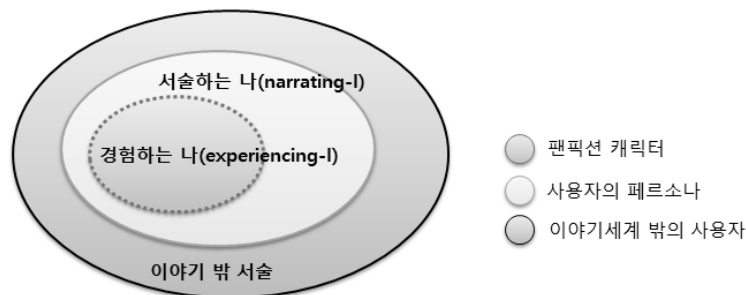 서술하는 나(narrating-I)
경험하는 나(experiencing-I)
이야기 밖 서술
팬픽션 캐릭터
사용자의 페르소나
이야기세계 밖의 사용자